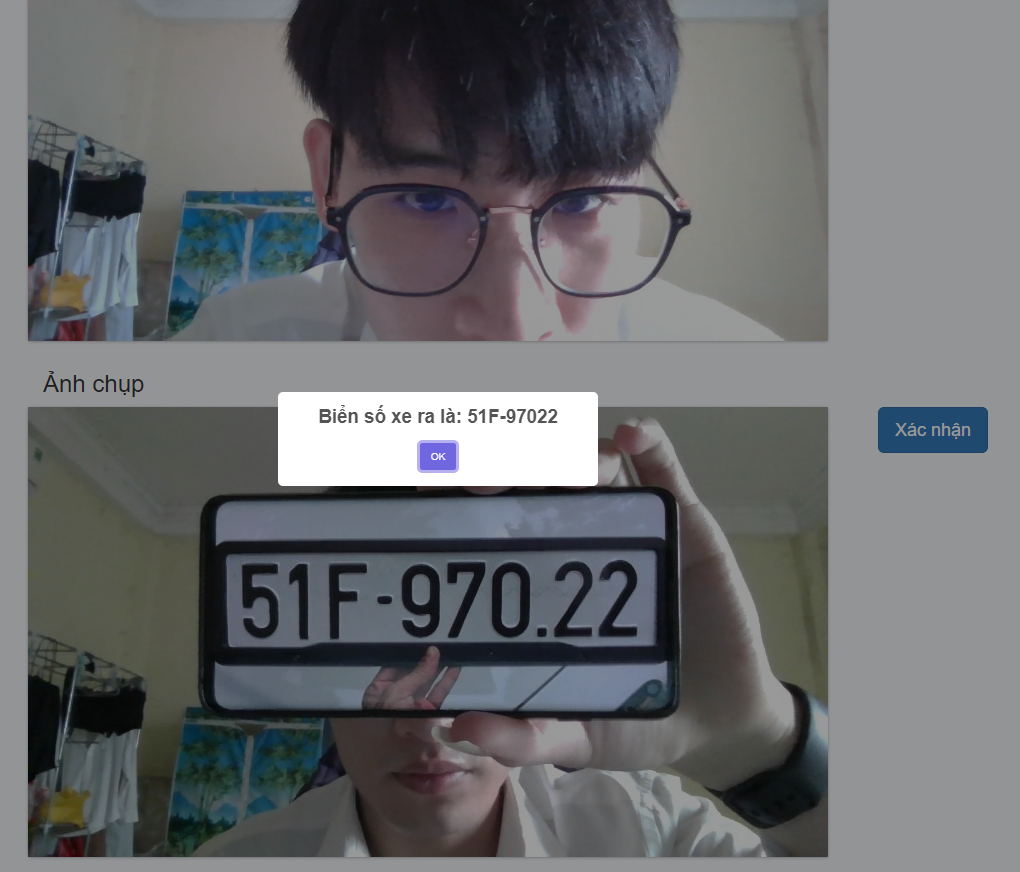 Ảnh chụp
Biển số xe ra là: 51F-97022
OK
Xác nhận
51F-970.22